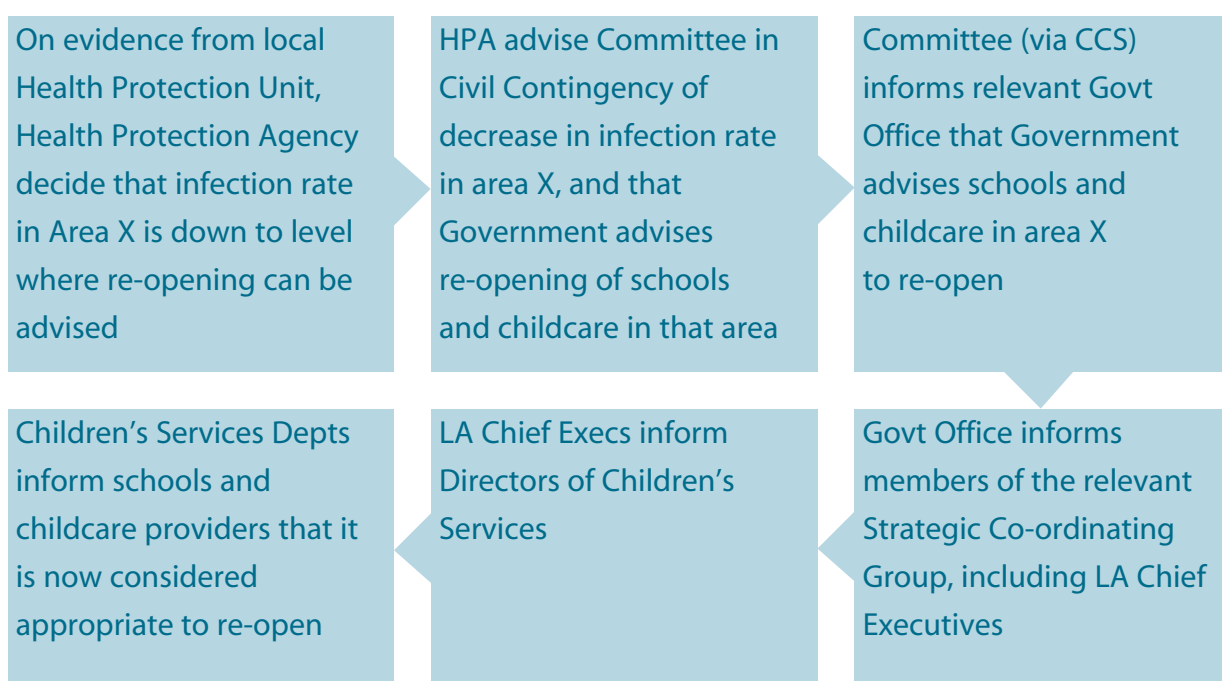 On evidence from local
Health Protection Unit,
Health Protection Agency
decide that infection rate
in Area X is down to level
where re-opening can be
advised
HPA advise Committee in
Civil Contingency of
decrease in infection rate
in area X, and that
Government advises
re-opening of schools
and childcare in that area
Committee (via CCS)
informs relevant Govt
Office that Government
advises schools and
childcare in area X
to re-open
Govt Office informs
members of the relevant
Strategic Co-ordinating
Group, including LA Chief
Executives
LA Chief Execs inform
Directors of Children’s
Services
Children’s Services Depts
inform schools and
childcare providers that it
is now considered
appropriate to re-open